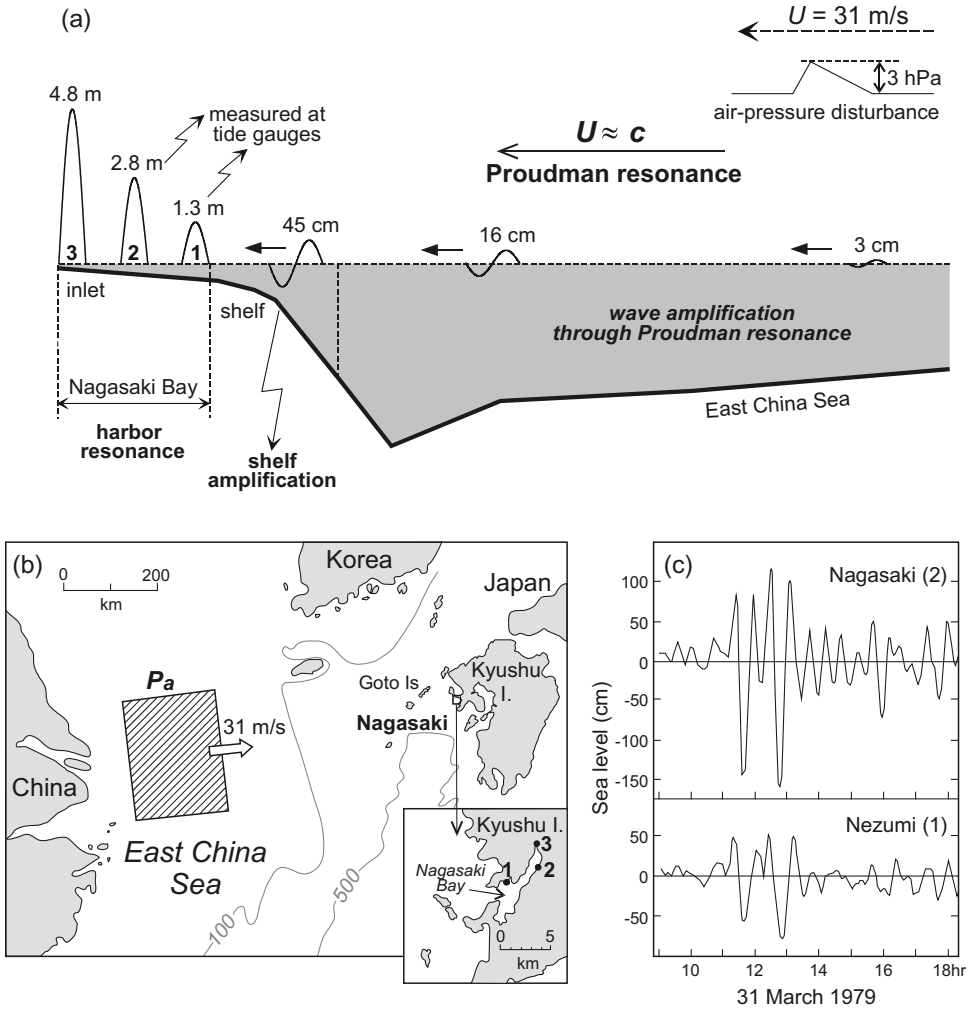 (a)
U = 31 m/s
3 hPa
air-pressure disturbance
4.8 m
measured at
tide gauges
2.8 m
U ≈ c
Proudman resonance
1.3 m
45 cm
16 cm
3 cm
3
2
1
inlet
shelf
wave amplification
through Proudman resonance
Nagasaki Bay
East China Sea
harbor
resonance
shelf
amplification
(b)
0 200
km
Korea
Japan
Kyushu
I.
Goto Is
Pa
Nagasaki
31 m/s
China
East China
Sea
100
500
Kyushu I.
3
1
2
Nagasaki
Bay
0 5
km
(c)
Nagasaki (2)
100
50
0
-50
-100
-150
Sea level (cm)
Nezumi (1)
50
0
-50
10 12 14 16 18hr
31 March 1979